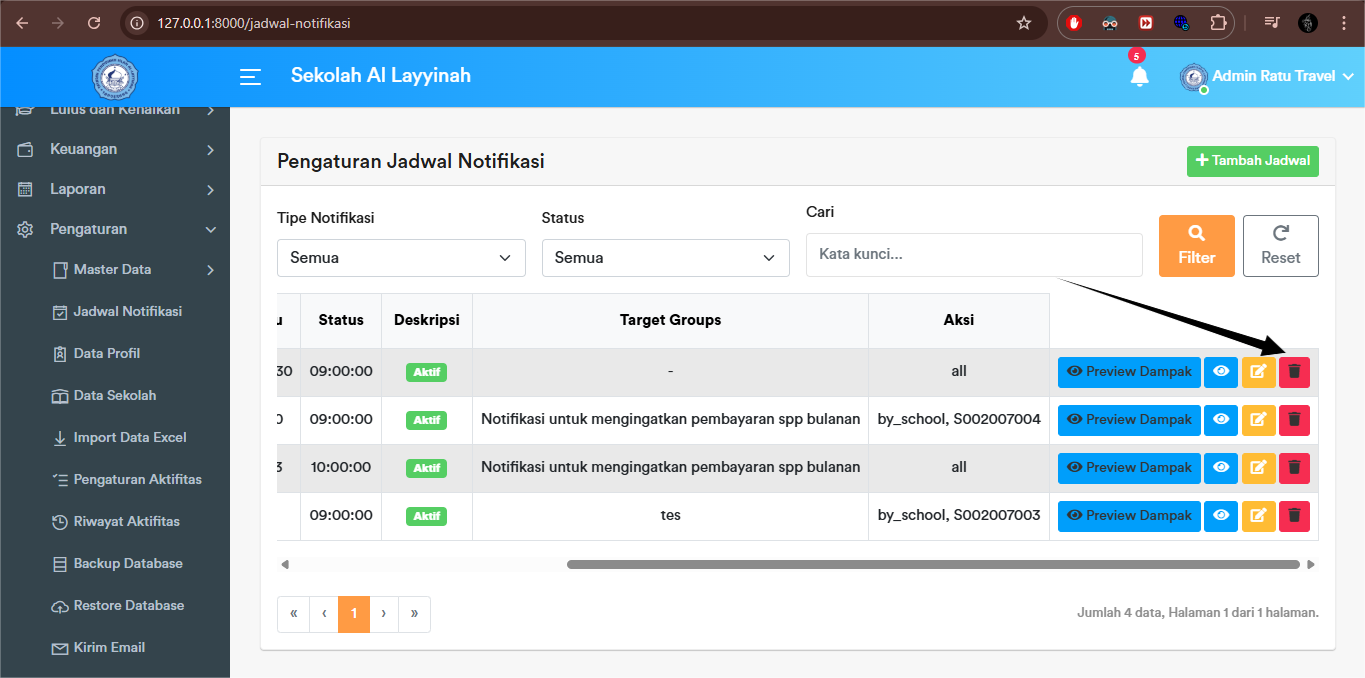 127.0.0.1:8000/jadwal-notifikasi
Sekolah Al Layyinah
5
Admin Ratu Travel
Lulus dan Kenaikan
Keuangan
Laporan
Pengaturan
Master Data
Jadwal Notifikasi
Data Profil
Data Sekolah
Import Data Excel
Pengaturan Aktifitas
Riwayat Aktifitas
Backup Database
Restore Database
Kirim Email
Pengaturan Jadwal Notifikasi
Tambah Jadwal
Tipe Notifikasi Status Cari
Semua Semua Kata kunci... Filter Reset
u Status Deskripsi Target Groups Aksi
30 09:00:00 Aktif - all Preview Dampak
0 09:00:00 Aktif Notifikasi untuk mengingatkan pembayaran spp bulanan by_school, S002007004 Preview Dampak
3 10:00:00 Aktif Notifikasi untuk mengingatkan pembayaran spp bulanan all Preview Dampak
09:00:00 Aktif tes by_school, S002007003 Preview Dampak
« ‹ 1 › »
Jumlah 4 data, Halaman 1 dari 1 halaman.